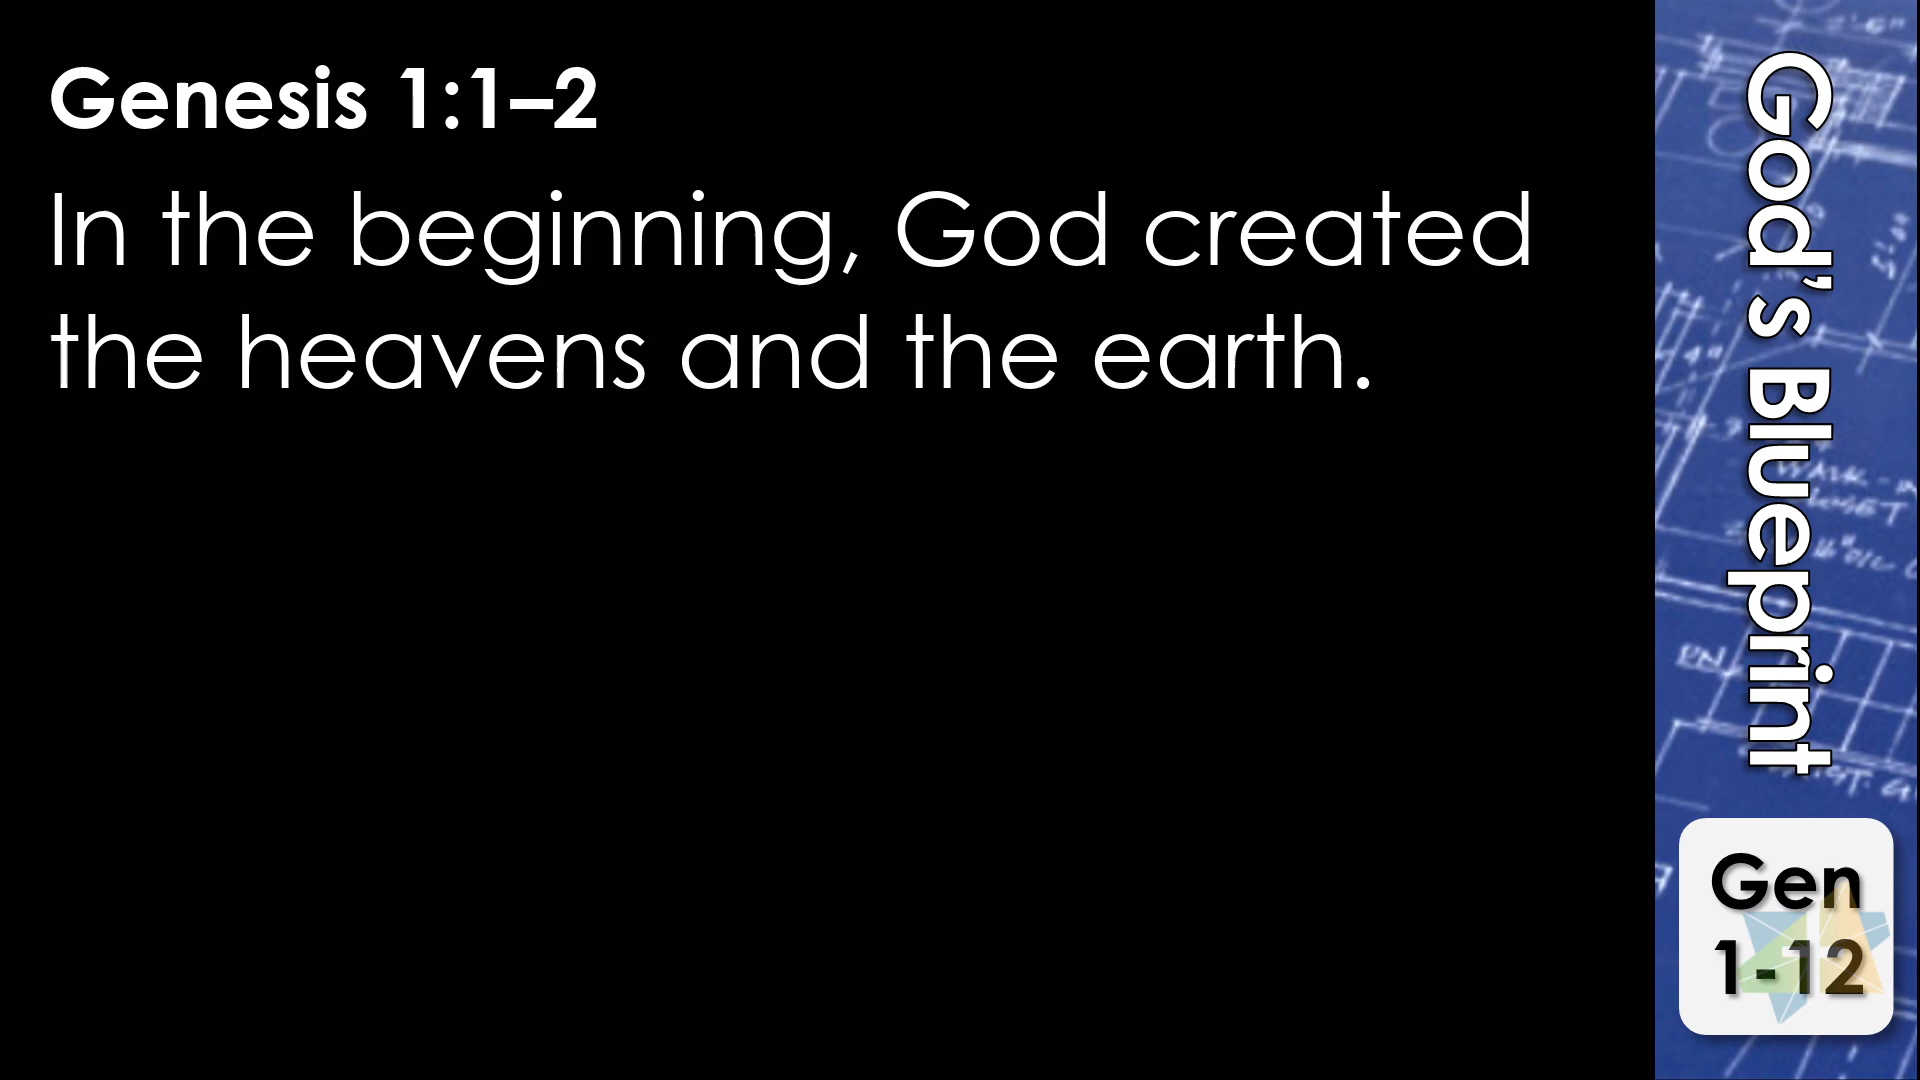 Genesis 1:1–2
In the beginning, God created
the heavens and the earth.
God's Blueprint
Gen
1-12